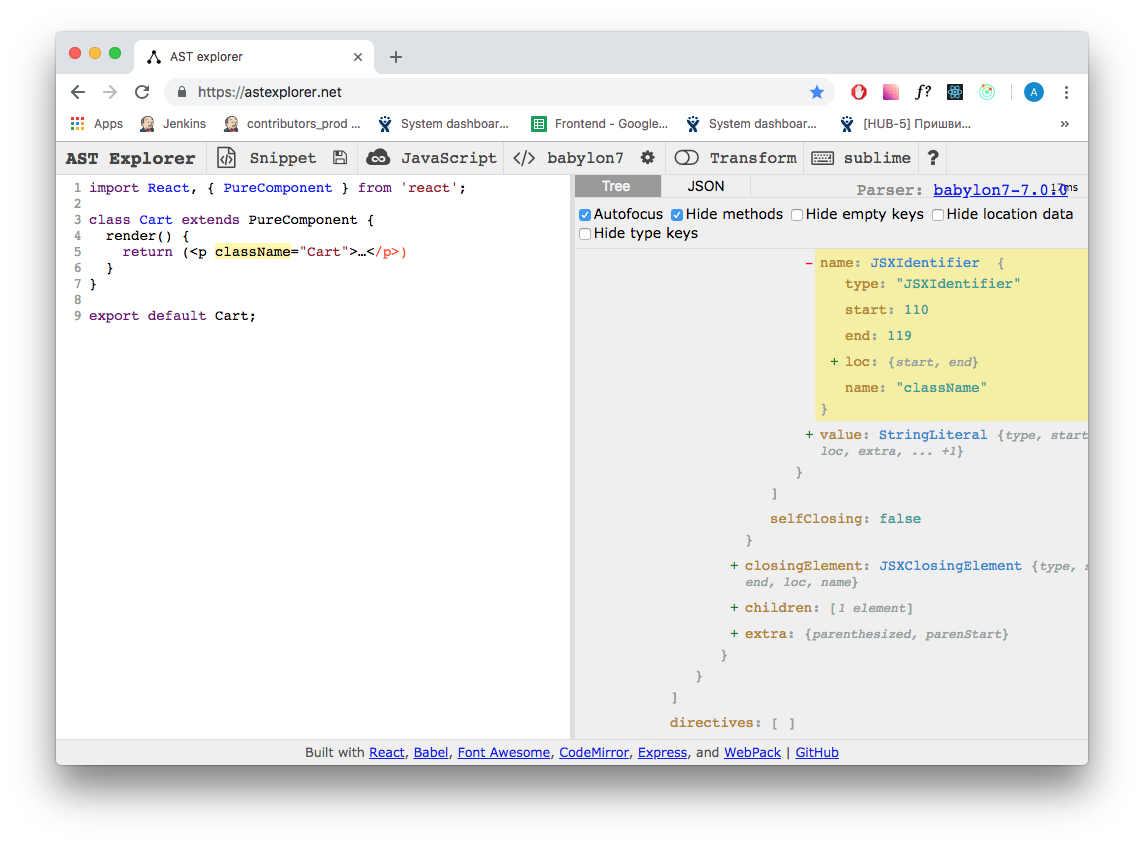 AST explorer
https://astexplorer.net
f?
A
Apps Jenkins contributors_prod ... System dashboar... Frontend - Google... System dashboar... [HUB-5] Пришви... »
AST Explorer Snippet JavaScript </> babylon7 Transform sublime ?
Tree JSON Parser: babylon7-7.0.0 17ms
Autofocus Hide methods Hide empty keys Hide location data
Hide type keys
1 import React, { PureComponent } from 'react';
2
3 class Cart extends PureComponent {
4 render() {
5 return (<p className="Cart">…</p>)
6 }
7 }
8
9 export default Cart;
- name: JSXIdentifier {
type: "JSXIdentifier"
start: 110
end: 119
+ loc: {start, end}
name: "className"
}
+ value: StringLiteral {type, start
loc, extra, ... +1}
}
]
selfClosing: false
}
+ closingElement: JSXClosingElement {type, s
end, loc, name}
+ children: [1 element]
+ extra: {parenthesized, parenStart}
}
}
]
directives: [ ]
Built with React, Babel, Font Awesome, CodeMirror, Express, and WebPack | GitHub